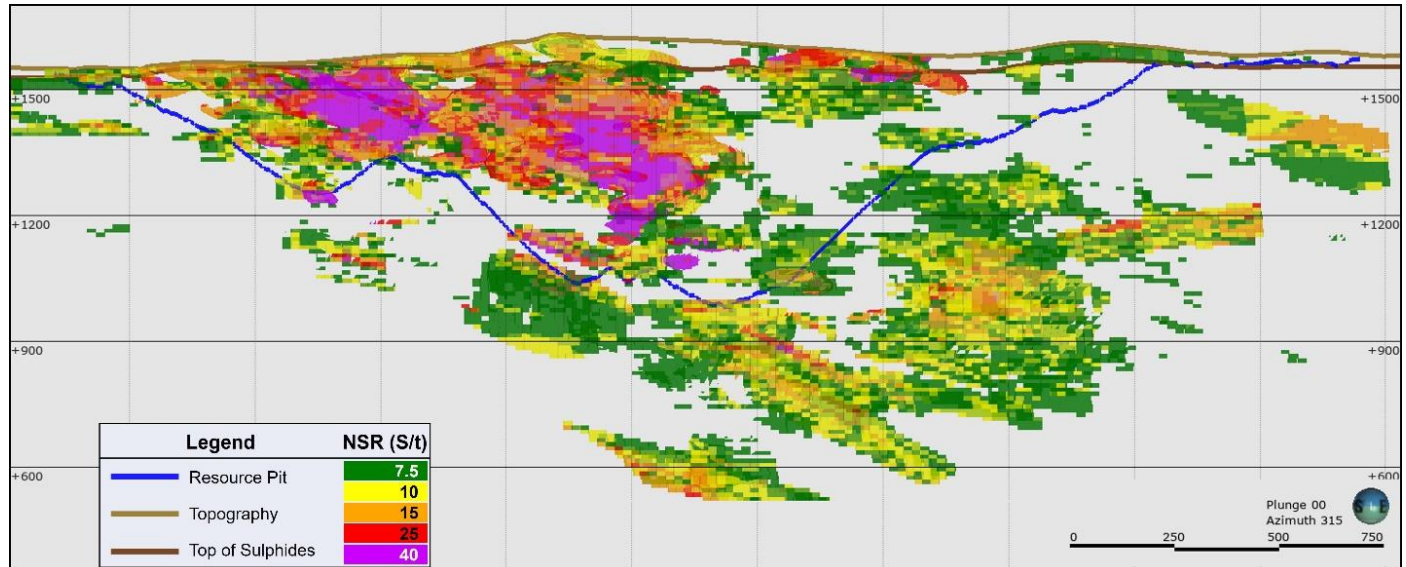 +1500
+1500
+1200
+1200
+900
+900
+600
+600
Legend NSR (S/t)
Resource Pit 7.5
10
Topography 15
25
Top of Sulphides 40
Plunge 00
Azimuth 315
S E
0 250 500 750